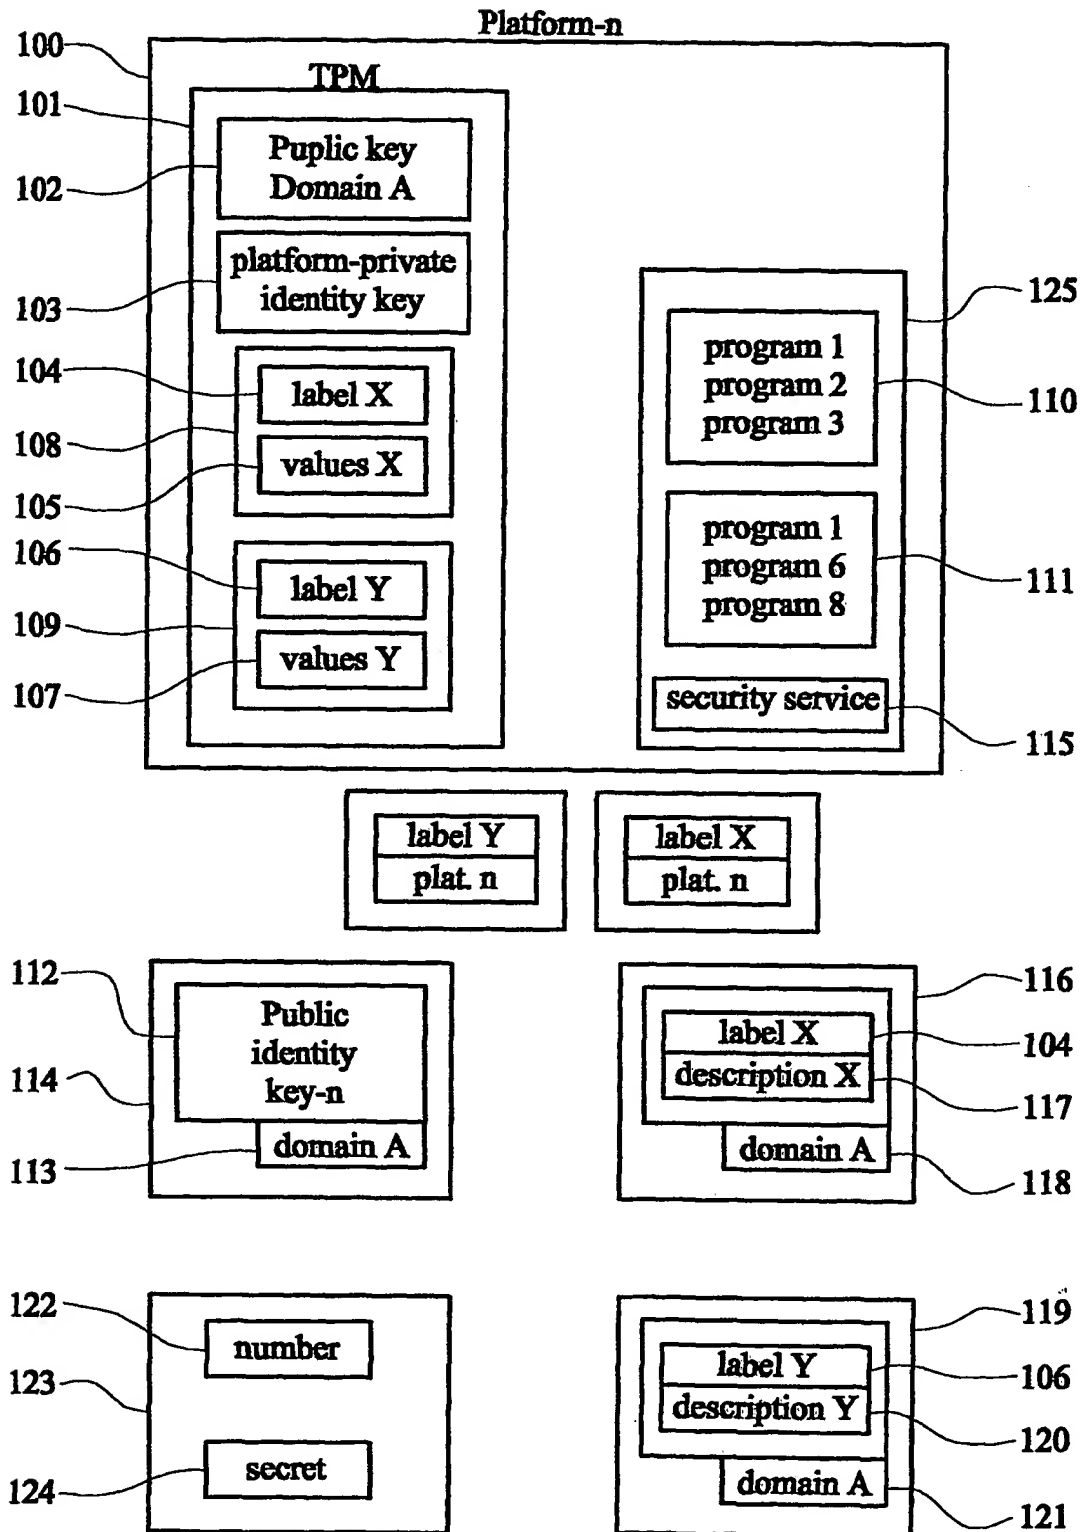 Platform-n
100
TPM
101
Puplic key
Domain A
102
platform-private
identity key
103
125
program 1
program 2
program 3
110
104
label X
108
values X
105
program 1
program 6
program 8
111
106
label Y
109
values Y
107
security service
115
label Y
plat. n
label X
plat. n
112
Public
identity
key-n
114
domain A
113
116
label X
104
description X
117
domain A
118
122
number
123
secret
124
119
label Y
106
description Y
120
domain A
121